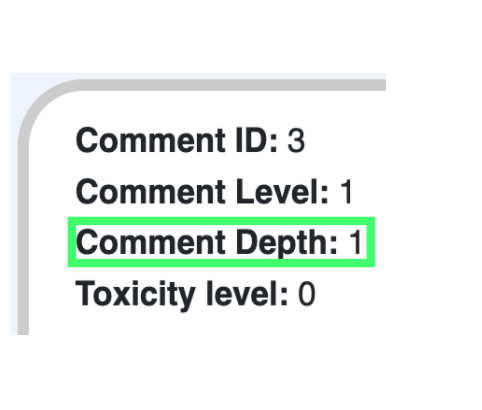 Comment ID: 3
Comment Level: 1
Comment Depth: 1
Toxicity level: 0